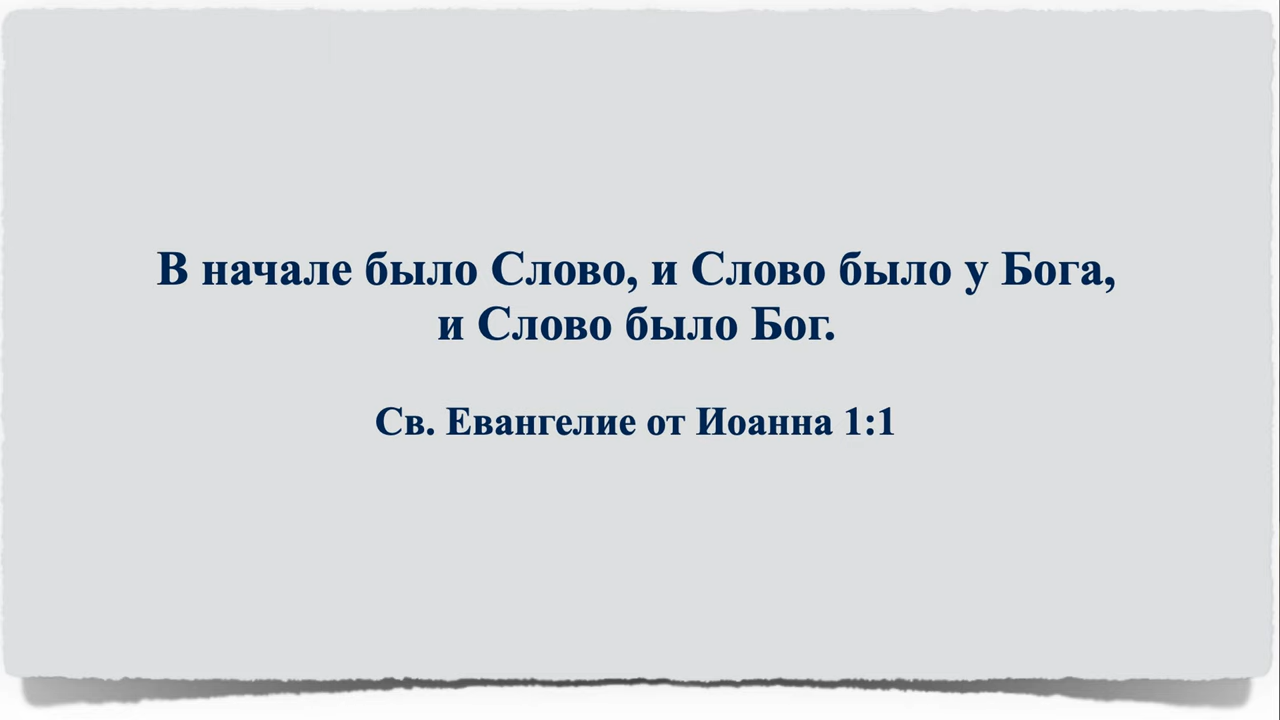 В начале было Слово, и Слово было у Бога,
и Слово было Бог.
Св. Евангелие от Иоанна 1:1